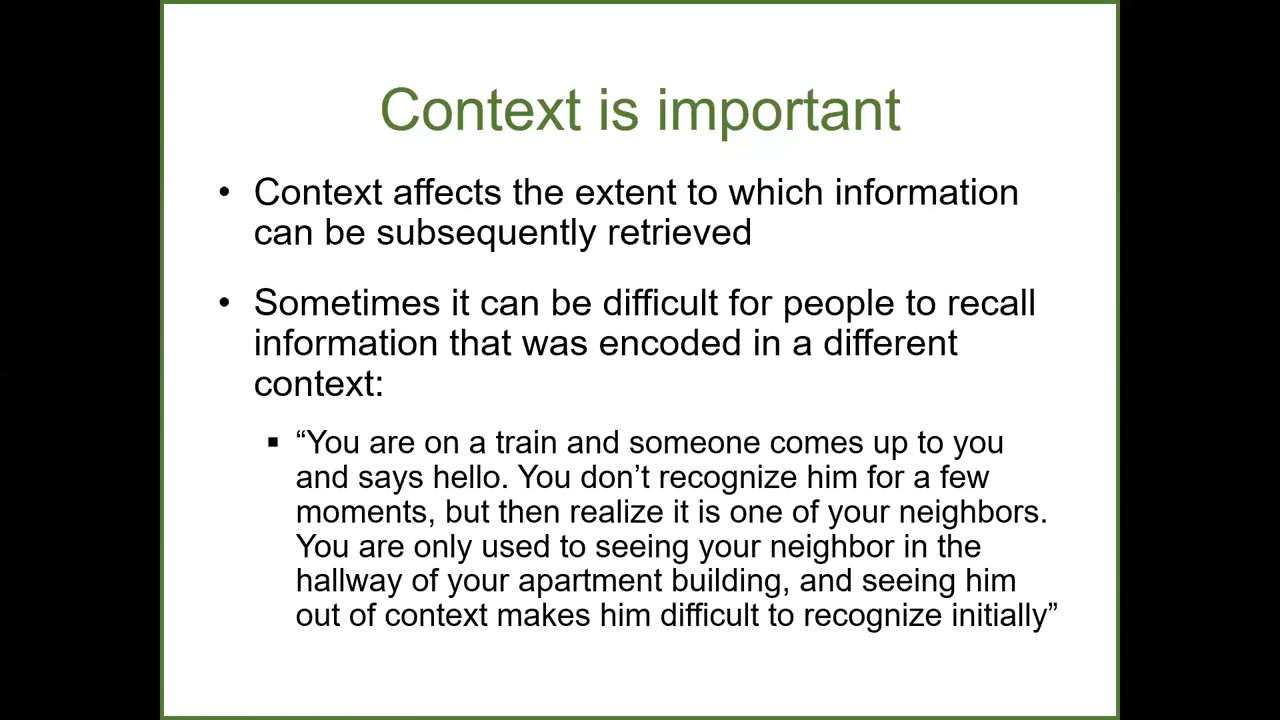 Context is important
• Context affects the extent to which information
can be subsequently retrieved
• Sometimes it can be difficult for people to recall
information that was encoded in a different
context:
▪ “You are on a train and someone comes up to you
and says hello. You don’t recognize him for a few
moments, but then realize it is one of your neighbors.
You are only used to seeing your neighbor in the
hallway of your apartment building, and seeing him
out of context makes him difficult to recognize initially”